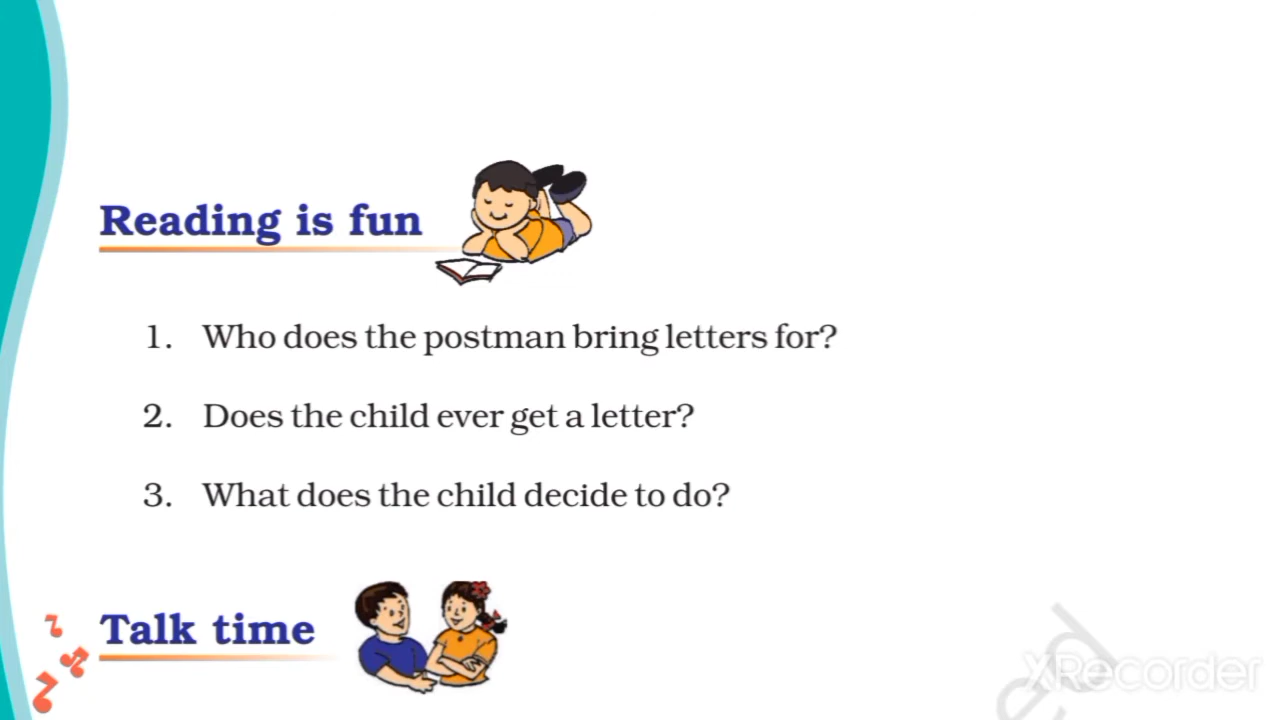 Reading is fun
1. Who does the postman bring letters for?
2. Does the child ever get a letter?
3. What does the child decide to do?
Talk time
XRecorder